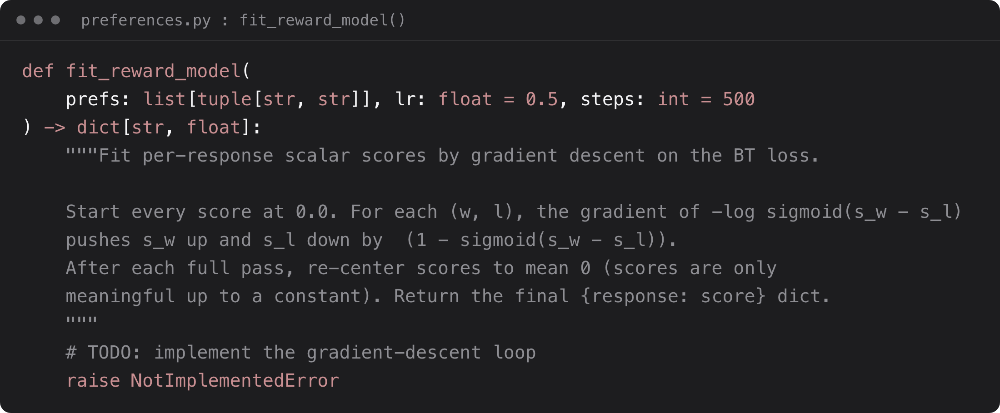 preferences.py : fit_reward_model()
def fit_reward_model(
    prefs: list[tuple[str, str]], lr: float = 0.5, steps: int = 500
) -> dict[str, float]:
    """Fit per-response scalar scores by gradient descent on the BT loss.

    Start every score at 0.0. For each (w, l), the gradient of -log sigmoid(s_w - s_l)
    pushes s_w up and s_l down by  (1 - sigmoid(s_w - s_l)).
    After each full pass, re-center scores to mean 0 (scores are only
    meaningful up to a constant). Return the final {response: score} dict.
    """
    # TODO: implement the gradient-descent loop
    raise NotImplementedError